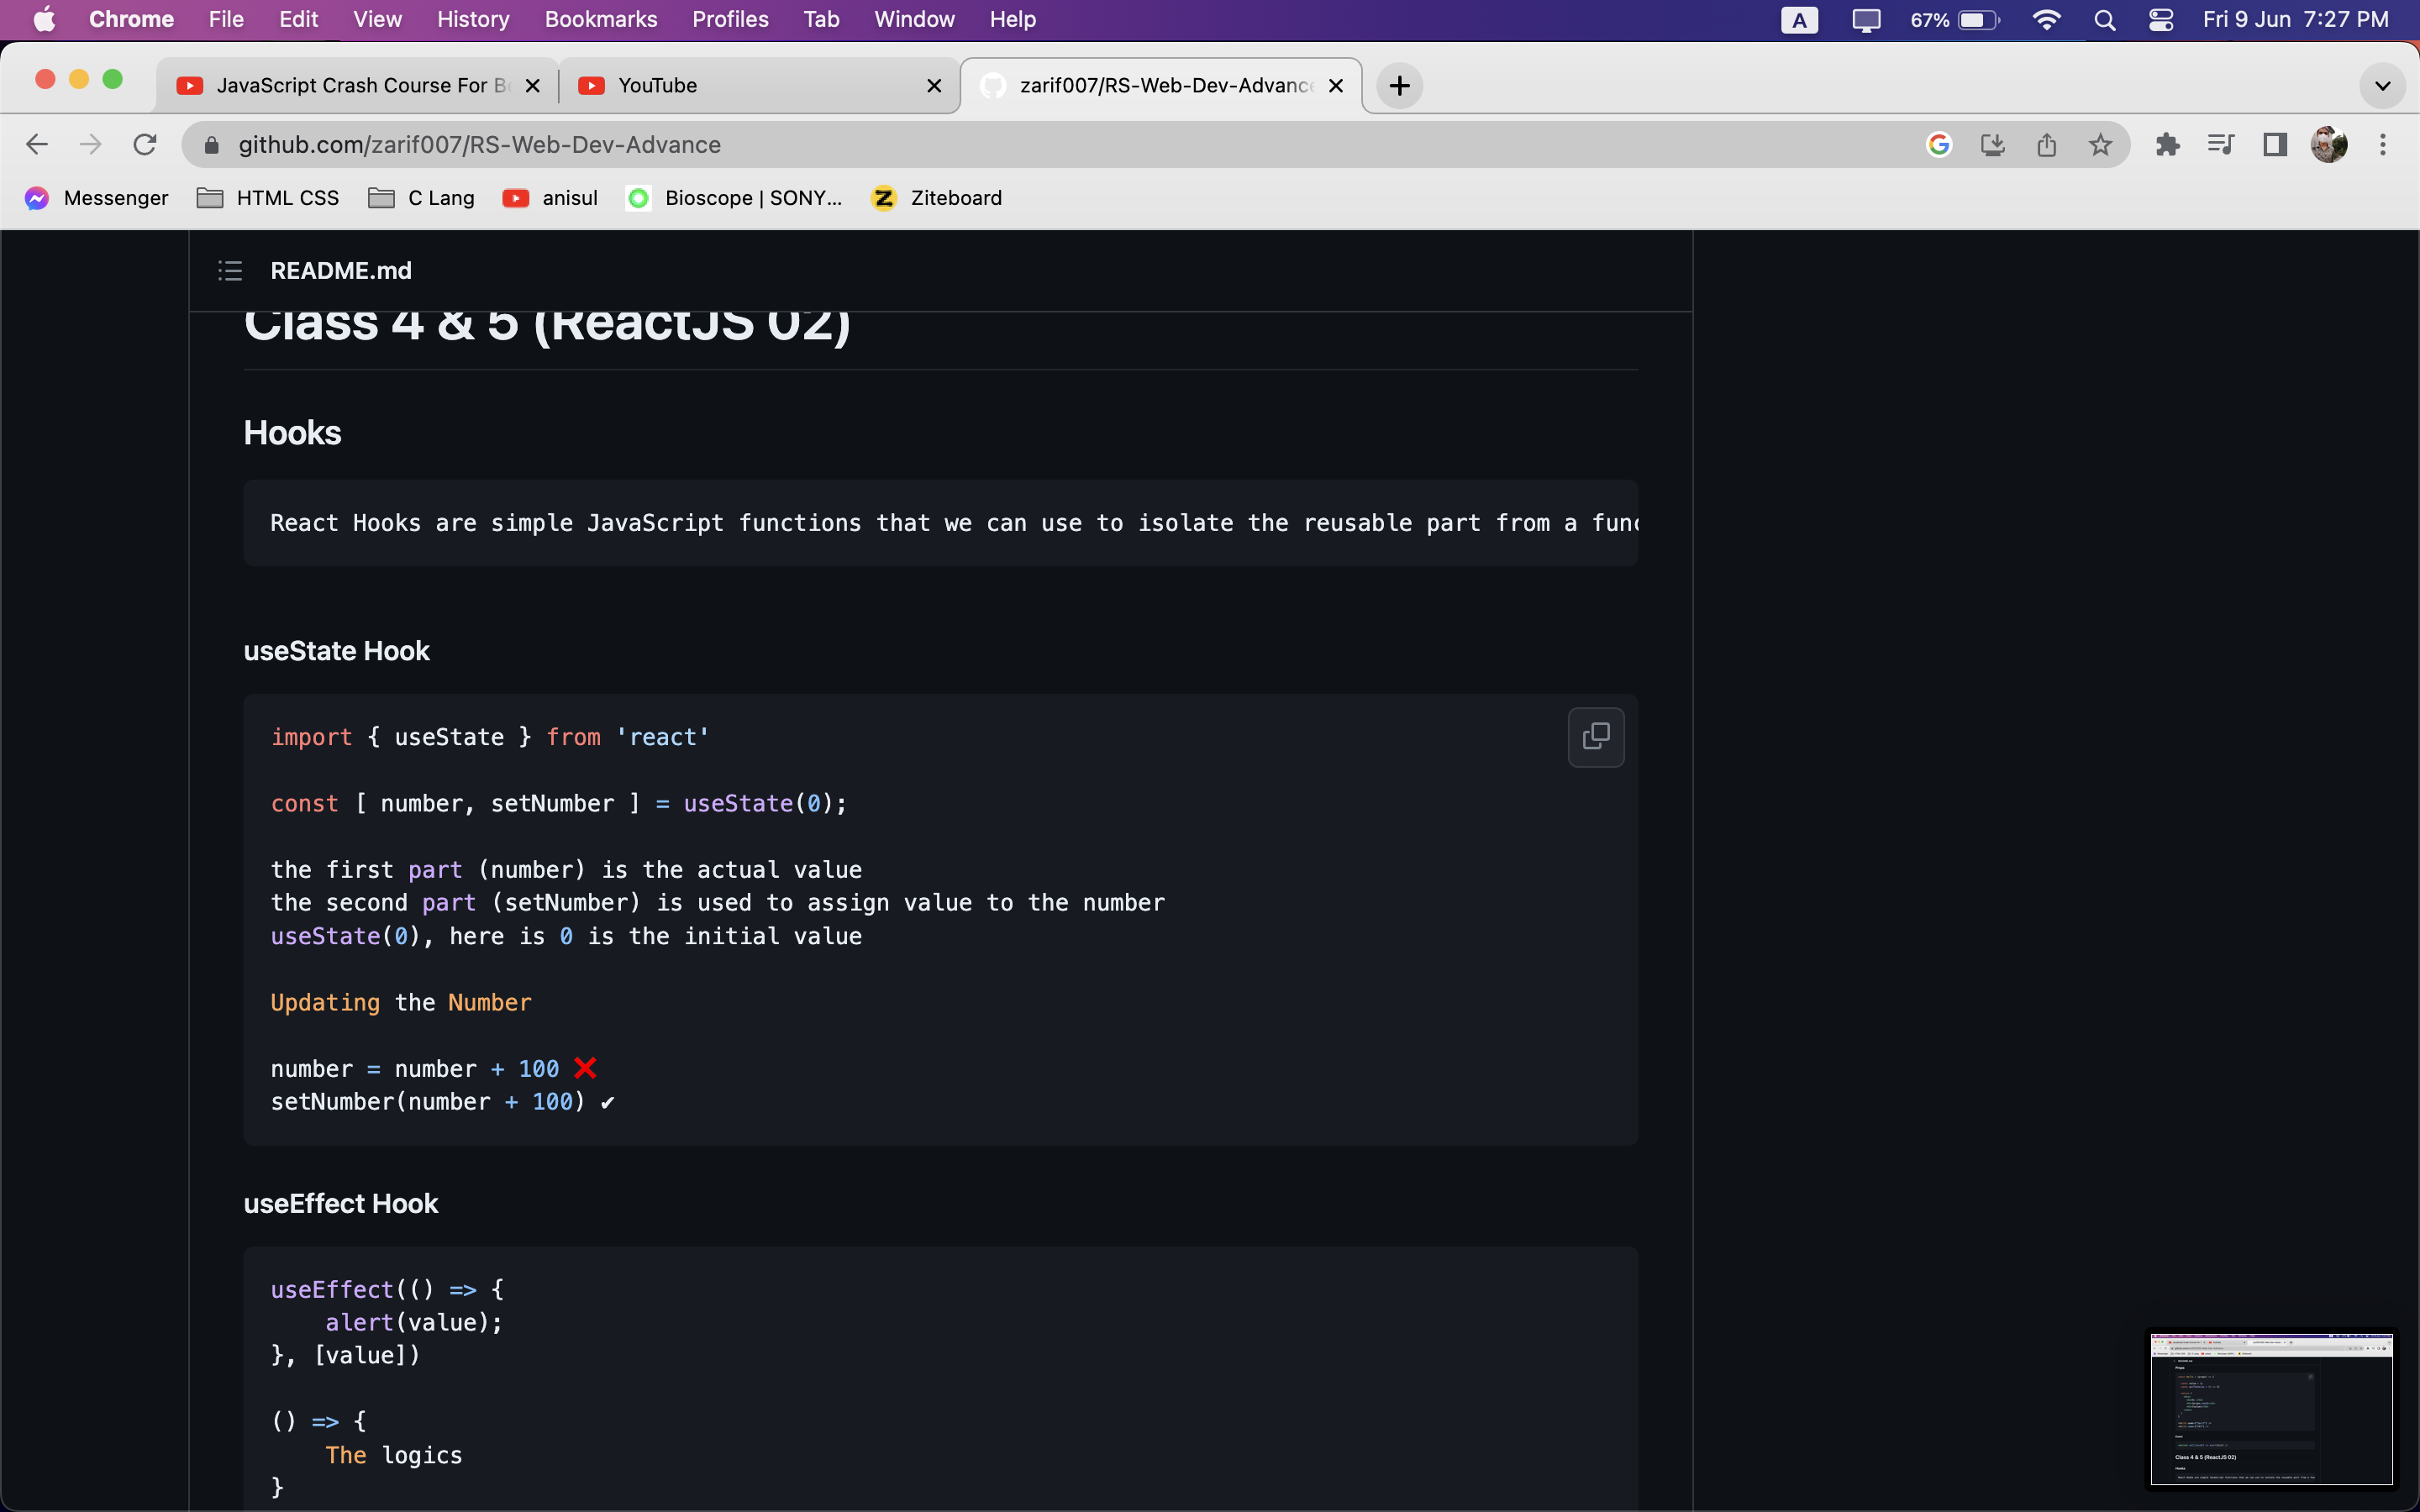 Chrome File Edit View History Bookmarks Profiles Tab Window Help A 67% Fri 9 Jun 7:27 PM
JavaScript Crash Course For B YouTube zarif007/RS-Web-Dev-Advance
github.com/zarif007/RS-Web-Dev-Advance
Messenger HTML CSS C Lang anisul Bioscope | SONY... Ziteboard
README.md
Class 4 & 5 (ReactJS 02)
Hooks
React Hooks are simple JavaScript functions that we can use to isolate the reusable part from a func
useState Hook
import { useState } from 'react'
const [ number, setNumber ] = useState(0);
the first part (number) is the actual value
the second part (setNumber) is used to assign value to the number
useState(0), here is 0 is the initial value
Updating the Number
number = number + 100 ❌
setNumber(number + 100) ✔
useEffect Hook
useEffect(() => {
    alert(value);
}, [value])
() => {
    The logics
}
Class 4 & 5 (ReactJS 02)